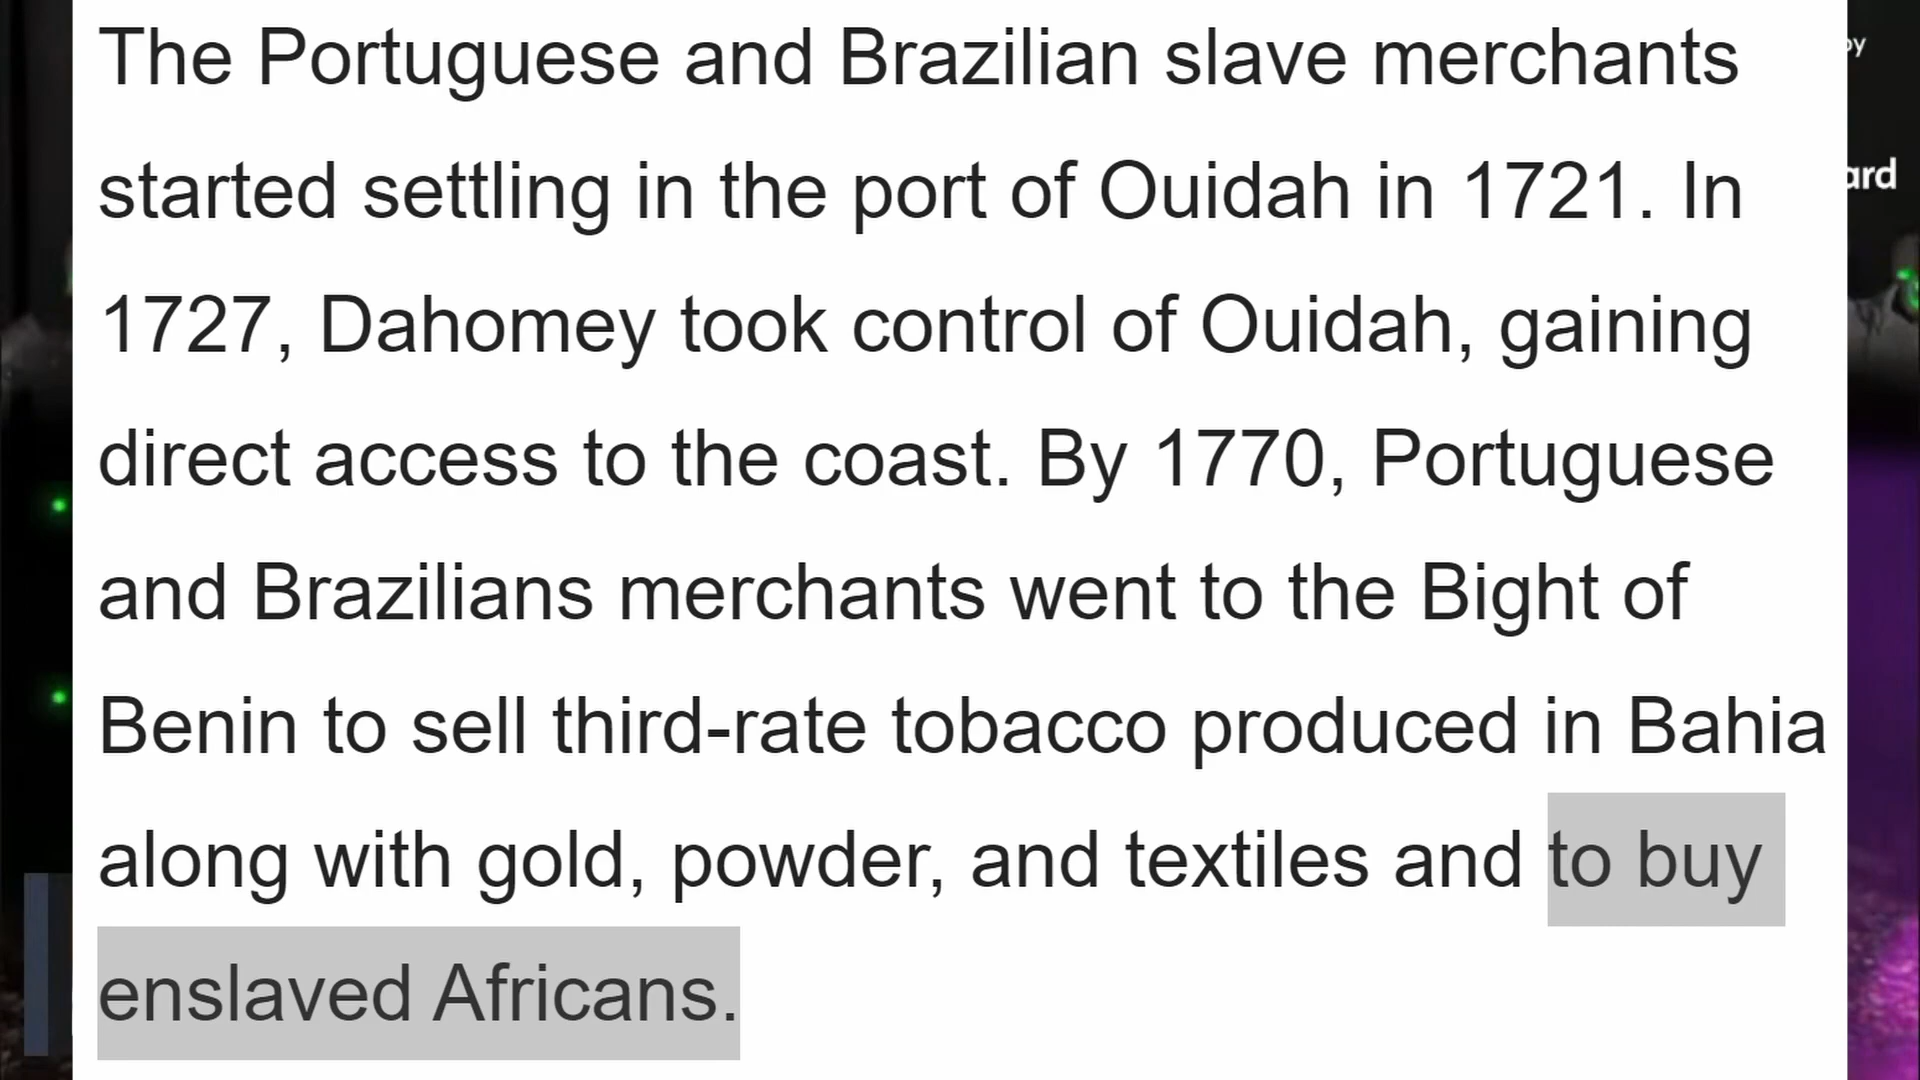 The Portuguese and Brazilian slave merchants
started settling in the port of Ouidah in 1721. In
1727, Dahomey took control of Ouidah, gaining
direct access to the coast. By 1770, Portuguese
and Brazilians merchants went to the Bight of
Benin to sell third-rate tobacco produced in Bahia
along with gold, powder, and textiles and to buy
enslaved Africans.